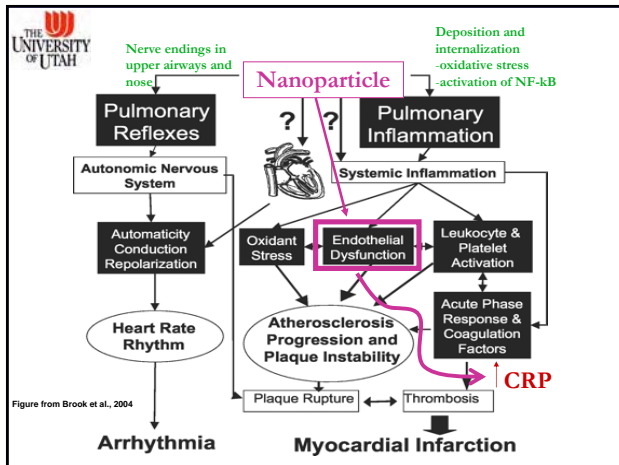 THE
UNIVERSITY
OF UTAH
Nerve endings in
upper airways and
nose
Nanoparticle
Deposition and
internalization
-oxidative stress
-activation of NF-kB
Pulmonary
Reflexes
?
?
Pulmonary
Inflammation
Autonomic Nervous
System
Systemic Inflammation
Automaticity
Conduction
Repolarization
Oxidant
Stress
Endothelial
Dysfunction
Leukocyte &
Platelet
Activation
Heart Rate
Rhythm
Atherosclerosis
Progression and
Plaque Instability
Acute Phase
Response &
Coagulation
Factors
CRP
Figure from Brook et al., 2004
Plaque Rupture
Thrombosis
Arrhythmia
Myocardial Infarction